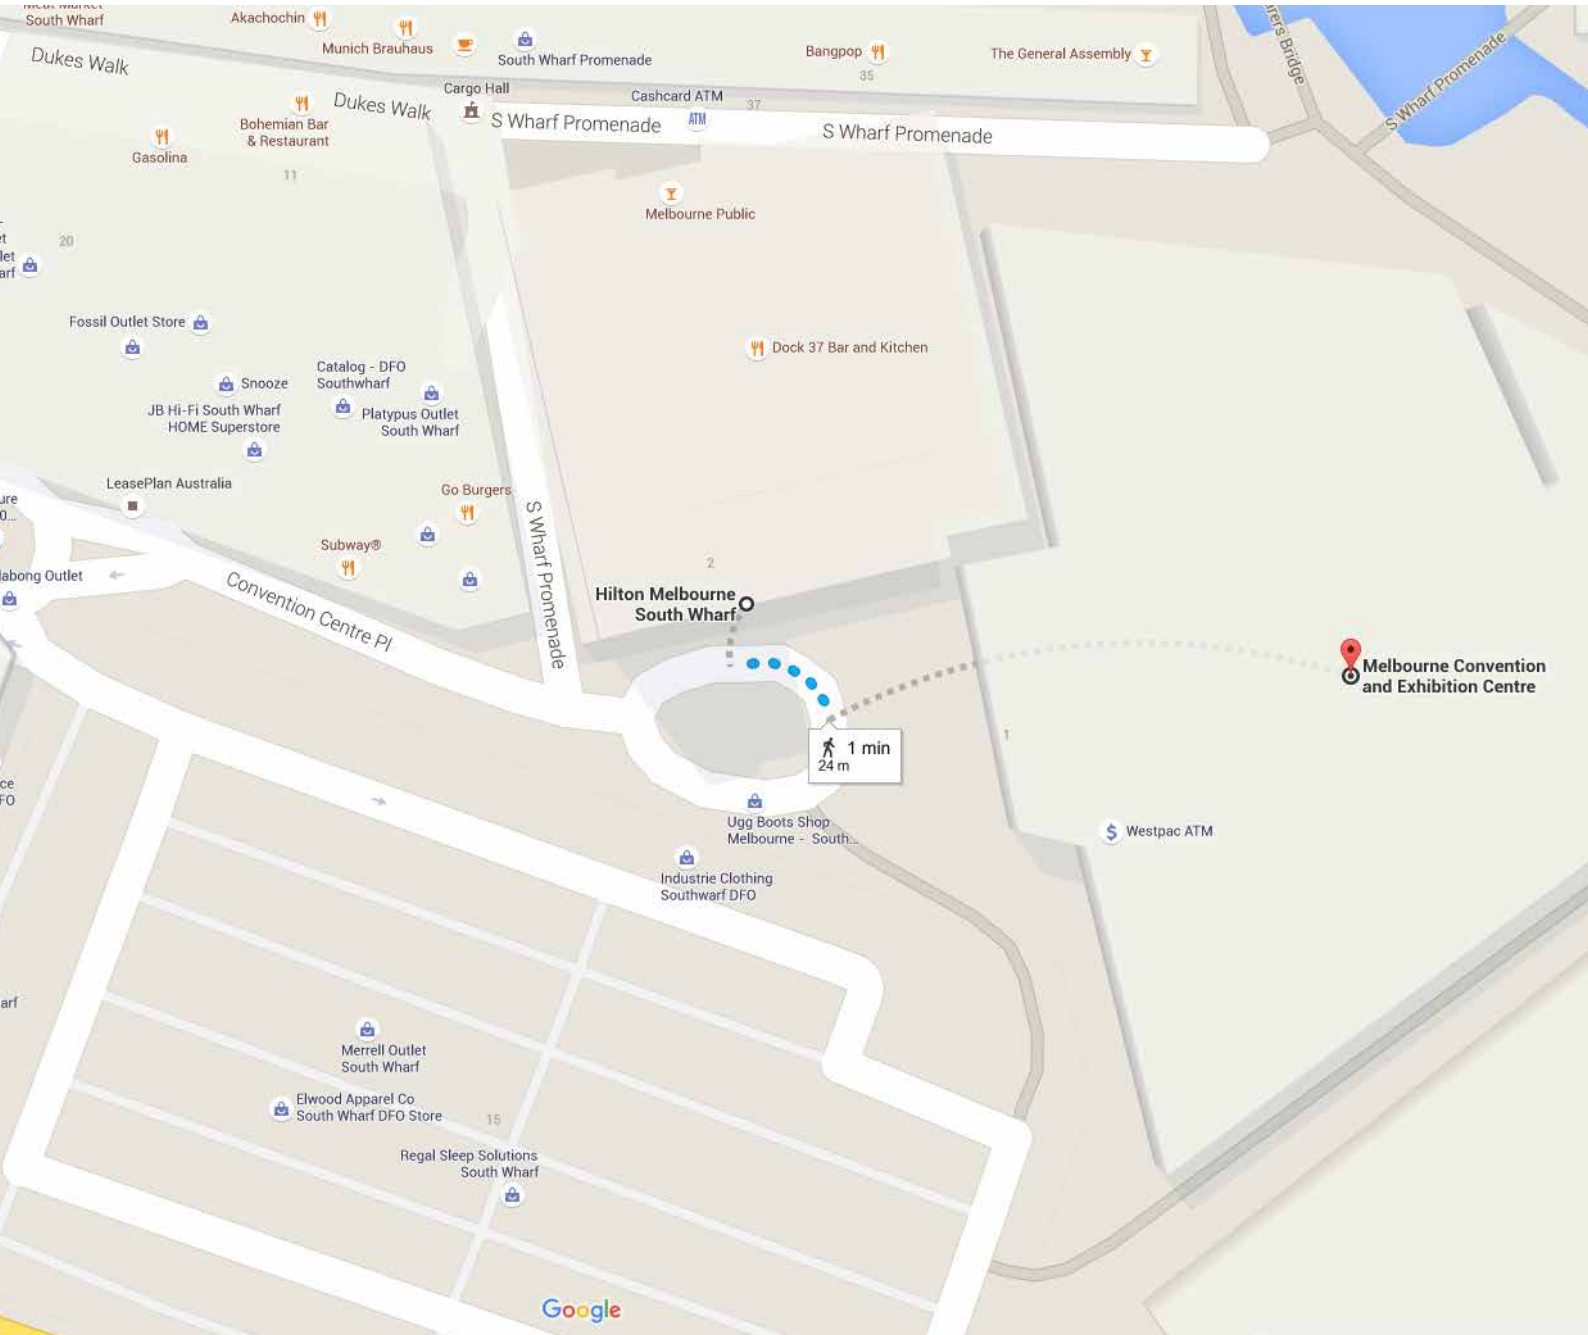 South Wharf
Akachochin
Munich Brauhaus
South Wharf Promenade
Bangpop
35
The General Assembly
Bridge
S Wharf Promenade
Dukes Walk
Dukes Walk
Cargo Hall
Cashcard ATM
ATM
37
S Wharf Promenade
S Wharf Promenade
Bohemian Bar
& Restaurant
Gasolina
11
Melbourne Public
20
Fossil Outlet Store
Dock 37 Bar and Kitchen
Snooze
Catalog - DFO
Southwharf
JB Hi-Fi South Wharf
HOME Superstore
Platypus Outlet
South Wharf
LeasePlan Australia
Go Burgers
S Wharf Promenade
Subway®
2
Outlet
Convention Centre Pl
Hilton Melbourne
South Wharf
Melbourne Convention
and Exhibition Centre
1
1 min
24 m
Ugg Boots Shop
Melbourne - South...
Westpac ATM
$
Industrie Clothing
Southwarf DFO
Merrell Outlet
South Wharf
Elwood Apparel Co
South Wharf DFO Store
15
Regal Sleep Solutions
South Wharf
Google